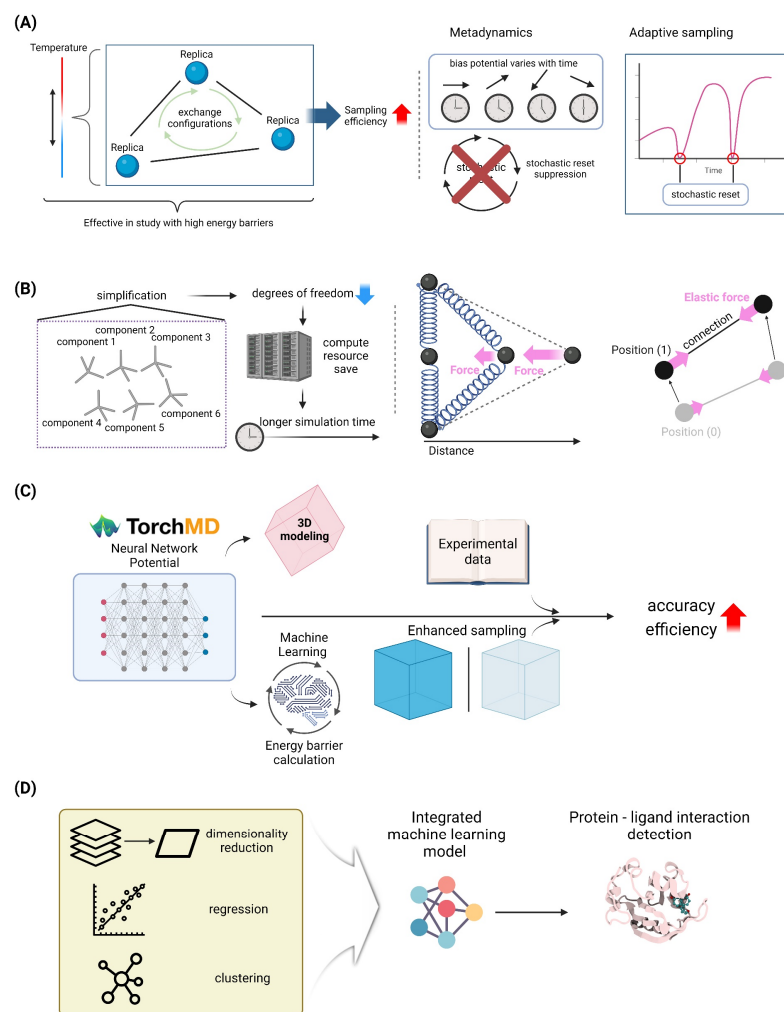 (A)
Temperature
Replica
exchange
configurations
Replica
Replica
Sampling
efficiency
Effective in study with high energy barriers
Metadynamics
bias potential varies with time
stochastic
stochastic reset
suppression
Adaptive sampling
Time
stochastic reset
(B)
simplification
component 2
component 1
component 3
component 4
component 5
component 6
degrees of freedom
compute
resource
save
longer simulation time
Force
Force
Distance
Elastic force
connection
Position (1)
Position (0)
(C)
TorchMD
Neural Network
Potential
3D
modeling
Machine
Learning
Energy barrier
calculation
Experimental
data
Enhanced sampling
accuracy
efficiency
(D)
dimensionality
reduction
regression
clustering
Integrated
machine learning
model
Protein - ligand interaction
detection